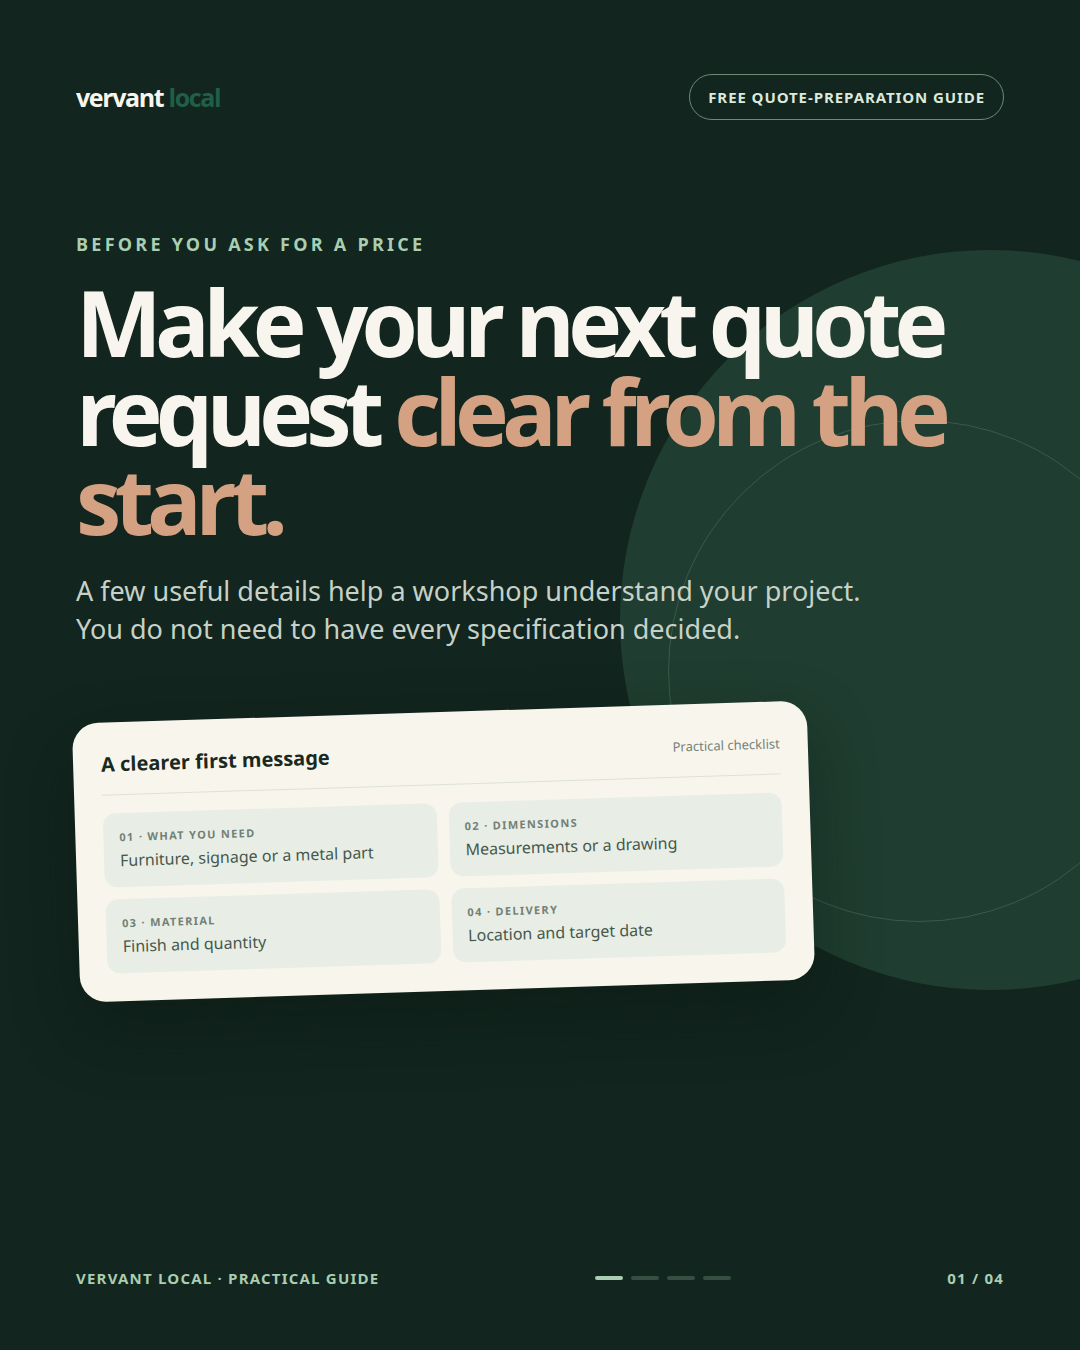 vervant local
FREE QUOTE-PREPARATION GUIDE
BEFORE YOU ASK FOR A PRICE
Make your next quote
request clear from the
start.
A few useful details help a workshop understand your project.
You do not need to have every specification decided.
A clearer first message
Practical checklist
01 · WHAT YOU NEED
Furniture, signage or a metal part
02 · DIMENSIONS
Measurements or a drawing
03 · MATERIAL
Finish and quantity
04 · DELIVERY
Location and target date
VERVANT LOCAL · PRACTICAL GUIDE
01 / 04